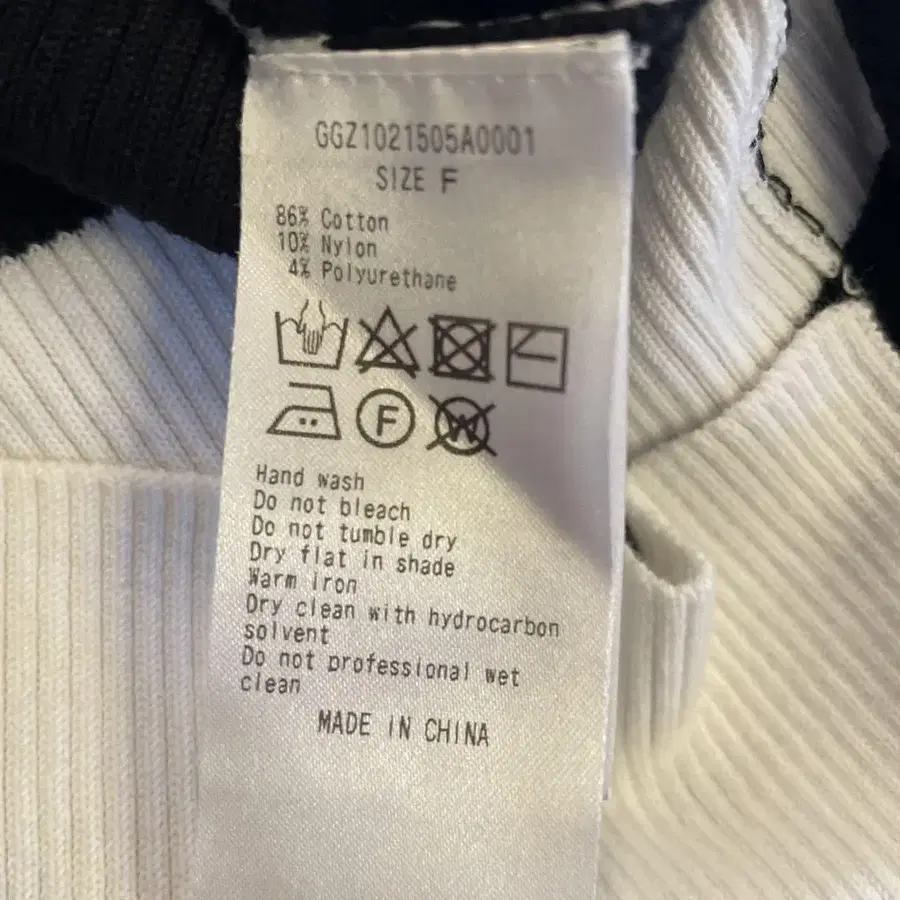 GGZ1021505A0001
SIZE F
86% Cotton
10% Nylon
4% Polyurethane
F W
Hand wash
Do not bleach
Do not tumble dry
Dry flat in shade
Warm iron
Dry clean with hydrocarbon
solvent
Do not professional wet
clean
MADE IN CHINA